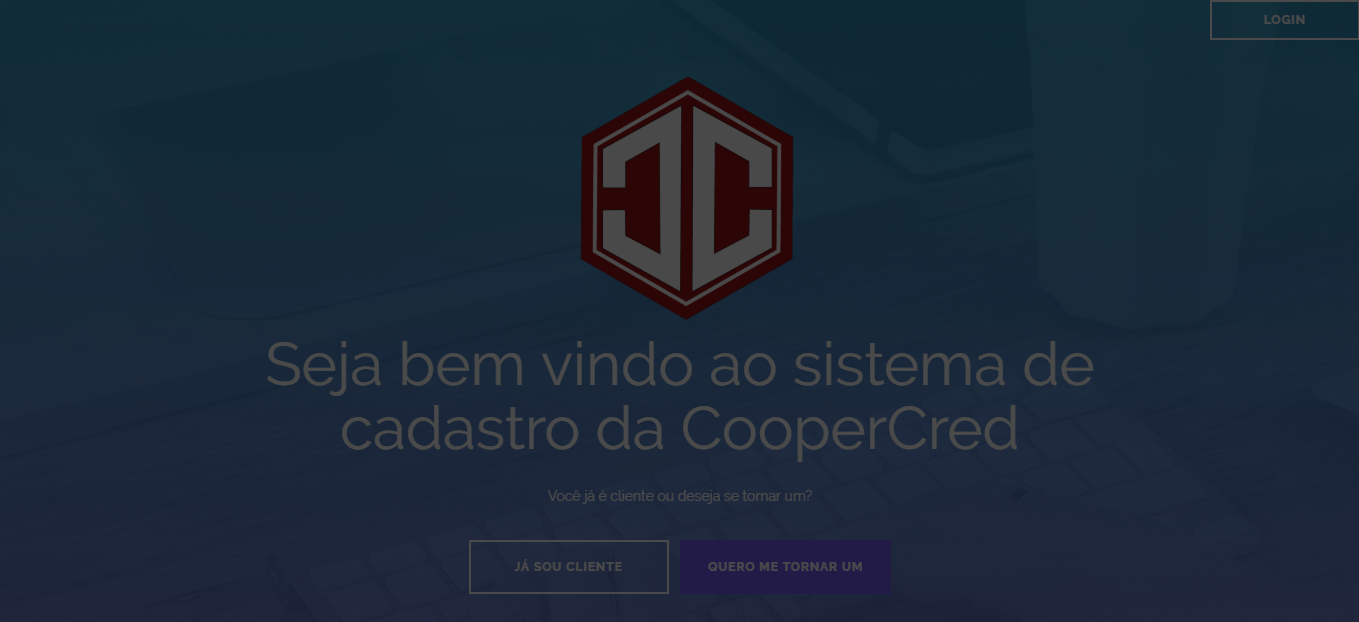 LOGIN
Seja bem vindo ao sistema de
cadastro da CooperCred
Você já é cliente ou deseja se tornar um?
JÁ SOU CLIENTE
QUERO ME TORNAR UM